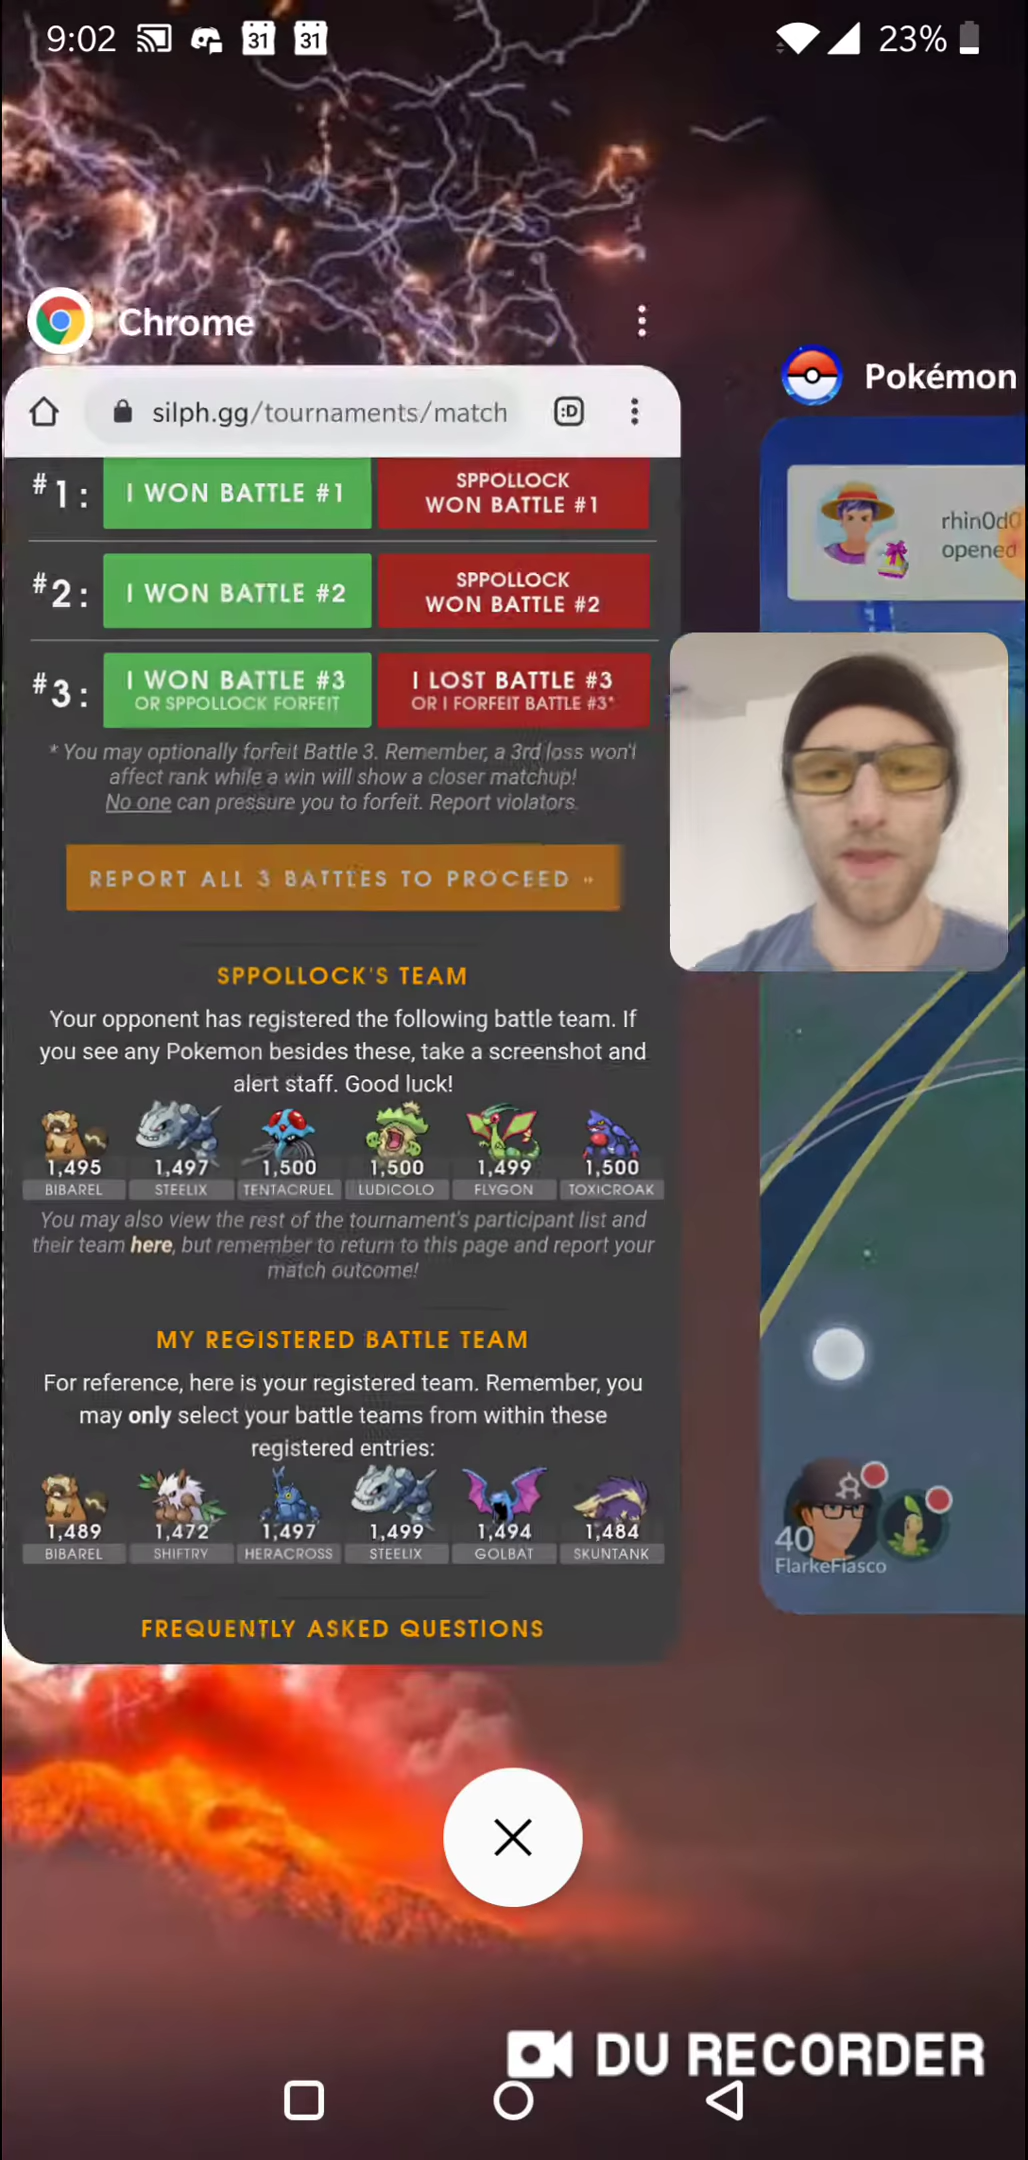 9:02
31
31
23%
Chrome
Pokémon
silph.gg/tournaments/match
:D
#1:
I WON BATTLE #1
SPPOLLOCK
WON BATTLE #1
rhin0d0
opened
#2:
I WON BATTLE #2
SPPOLLOCK
WON BATTLE #2
#3:
I WON BATTLE #3
OR SPPOLLOCK FORFEIT
I LOST BATTLE #3
OR I FORFEIT BATTLE #3*
* You may optionally forfeit Battle 3. Remember, a 3rd loss won't
affect rank while a win will show a closer matchup!
No one can pressure you to forfeit. Report violators.
REPORT ALL 3 BATTLES TO PROCEED
SPPOLLOCK'S TEAM
Your opponent has registered the following battle team. If
you see any Pokemon besides these, take a screenshot and
alert staff. Good luck!
1,495 1,497 1,500 1,500 1,499 1,500
BIBAREL STEELIX TENTACRUEL LUDICOLO FLYGON TOXICROAK
You may also view the rest of the tournament's participant list and
their team here, but remember to return to this page and report your
match outcome!
MY REGISTERED BATTLE TEAM
For reference, here is your registered team. Remember, you
may only select your battle teams from within these
registered entries:
1,489 1,472 1,497 1,499 1,494 1,484
BIBAREL SHIFTRY HERACROSS STEELIX GOLBAT SKUNTANK
40
FlarkeFiasco
FREQUENTLY ASKED QUESTIONS
DU RECORDER